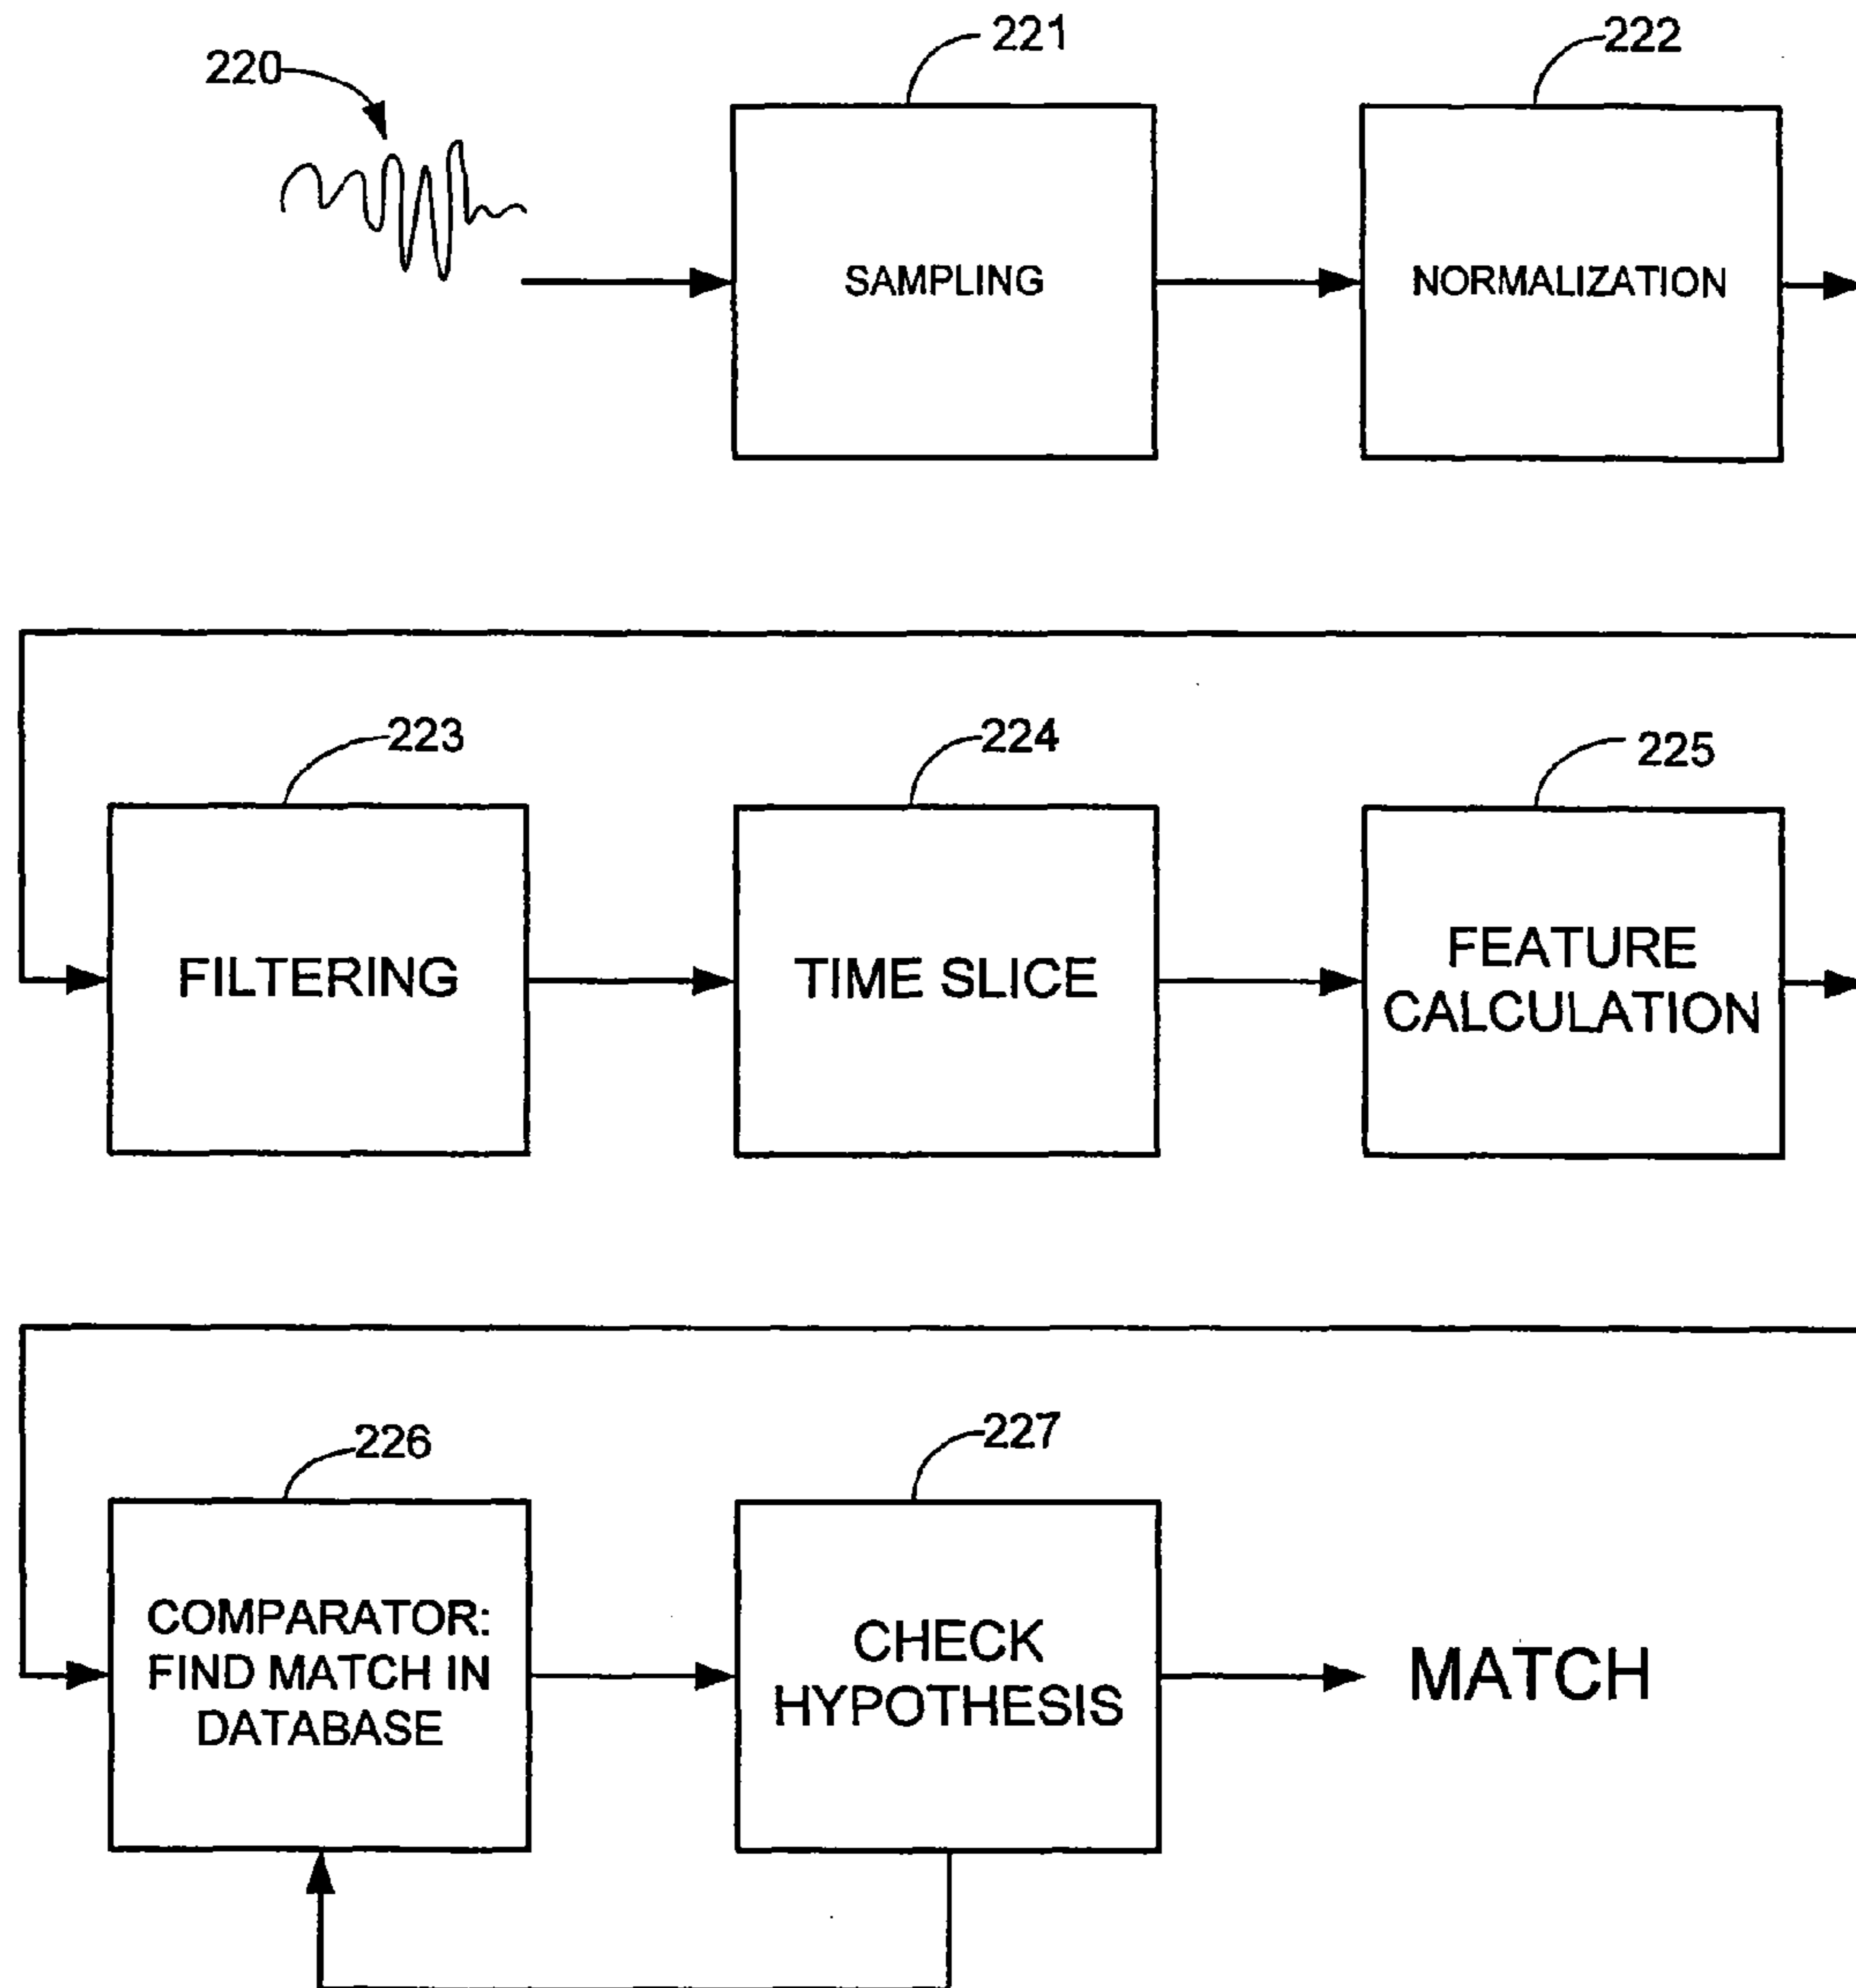 220
221
222
SAMPLING
NORMALIZATION
223
224
225
FILTERING
TIME SLICE
FEATURE
CALCULATION
226
227
COMPARATOR:
FIND MATCH IN
DATABASE
CHECK
HYPOTHESIS
MATCH